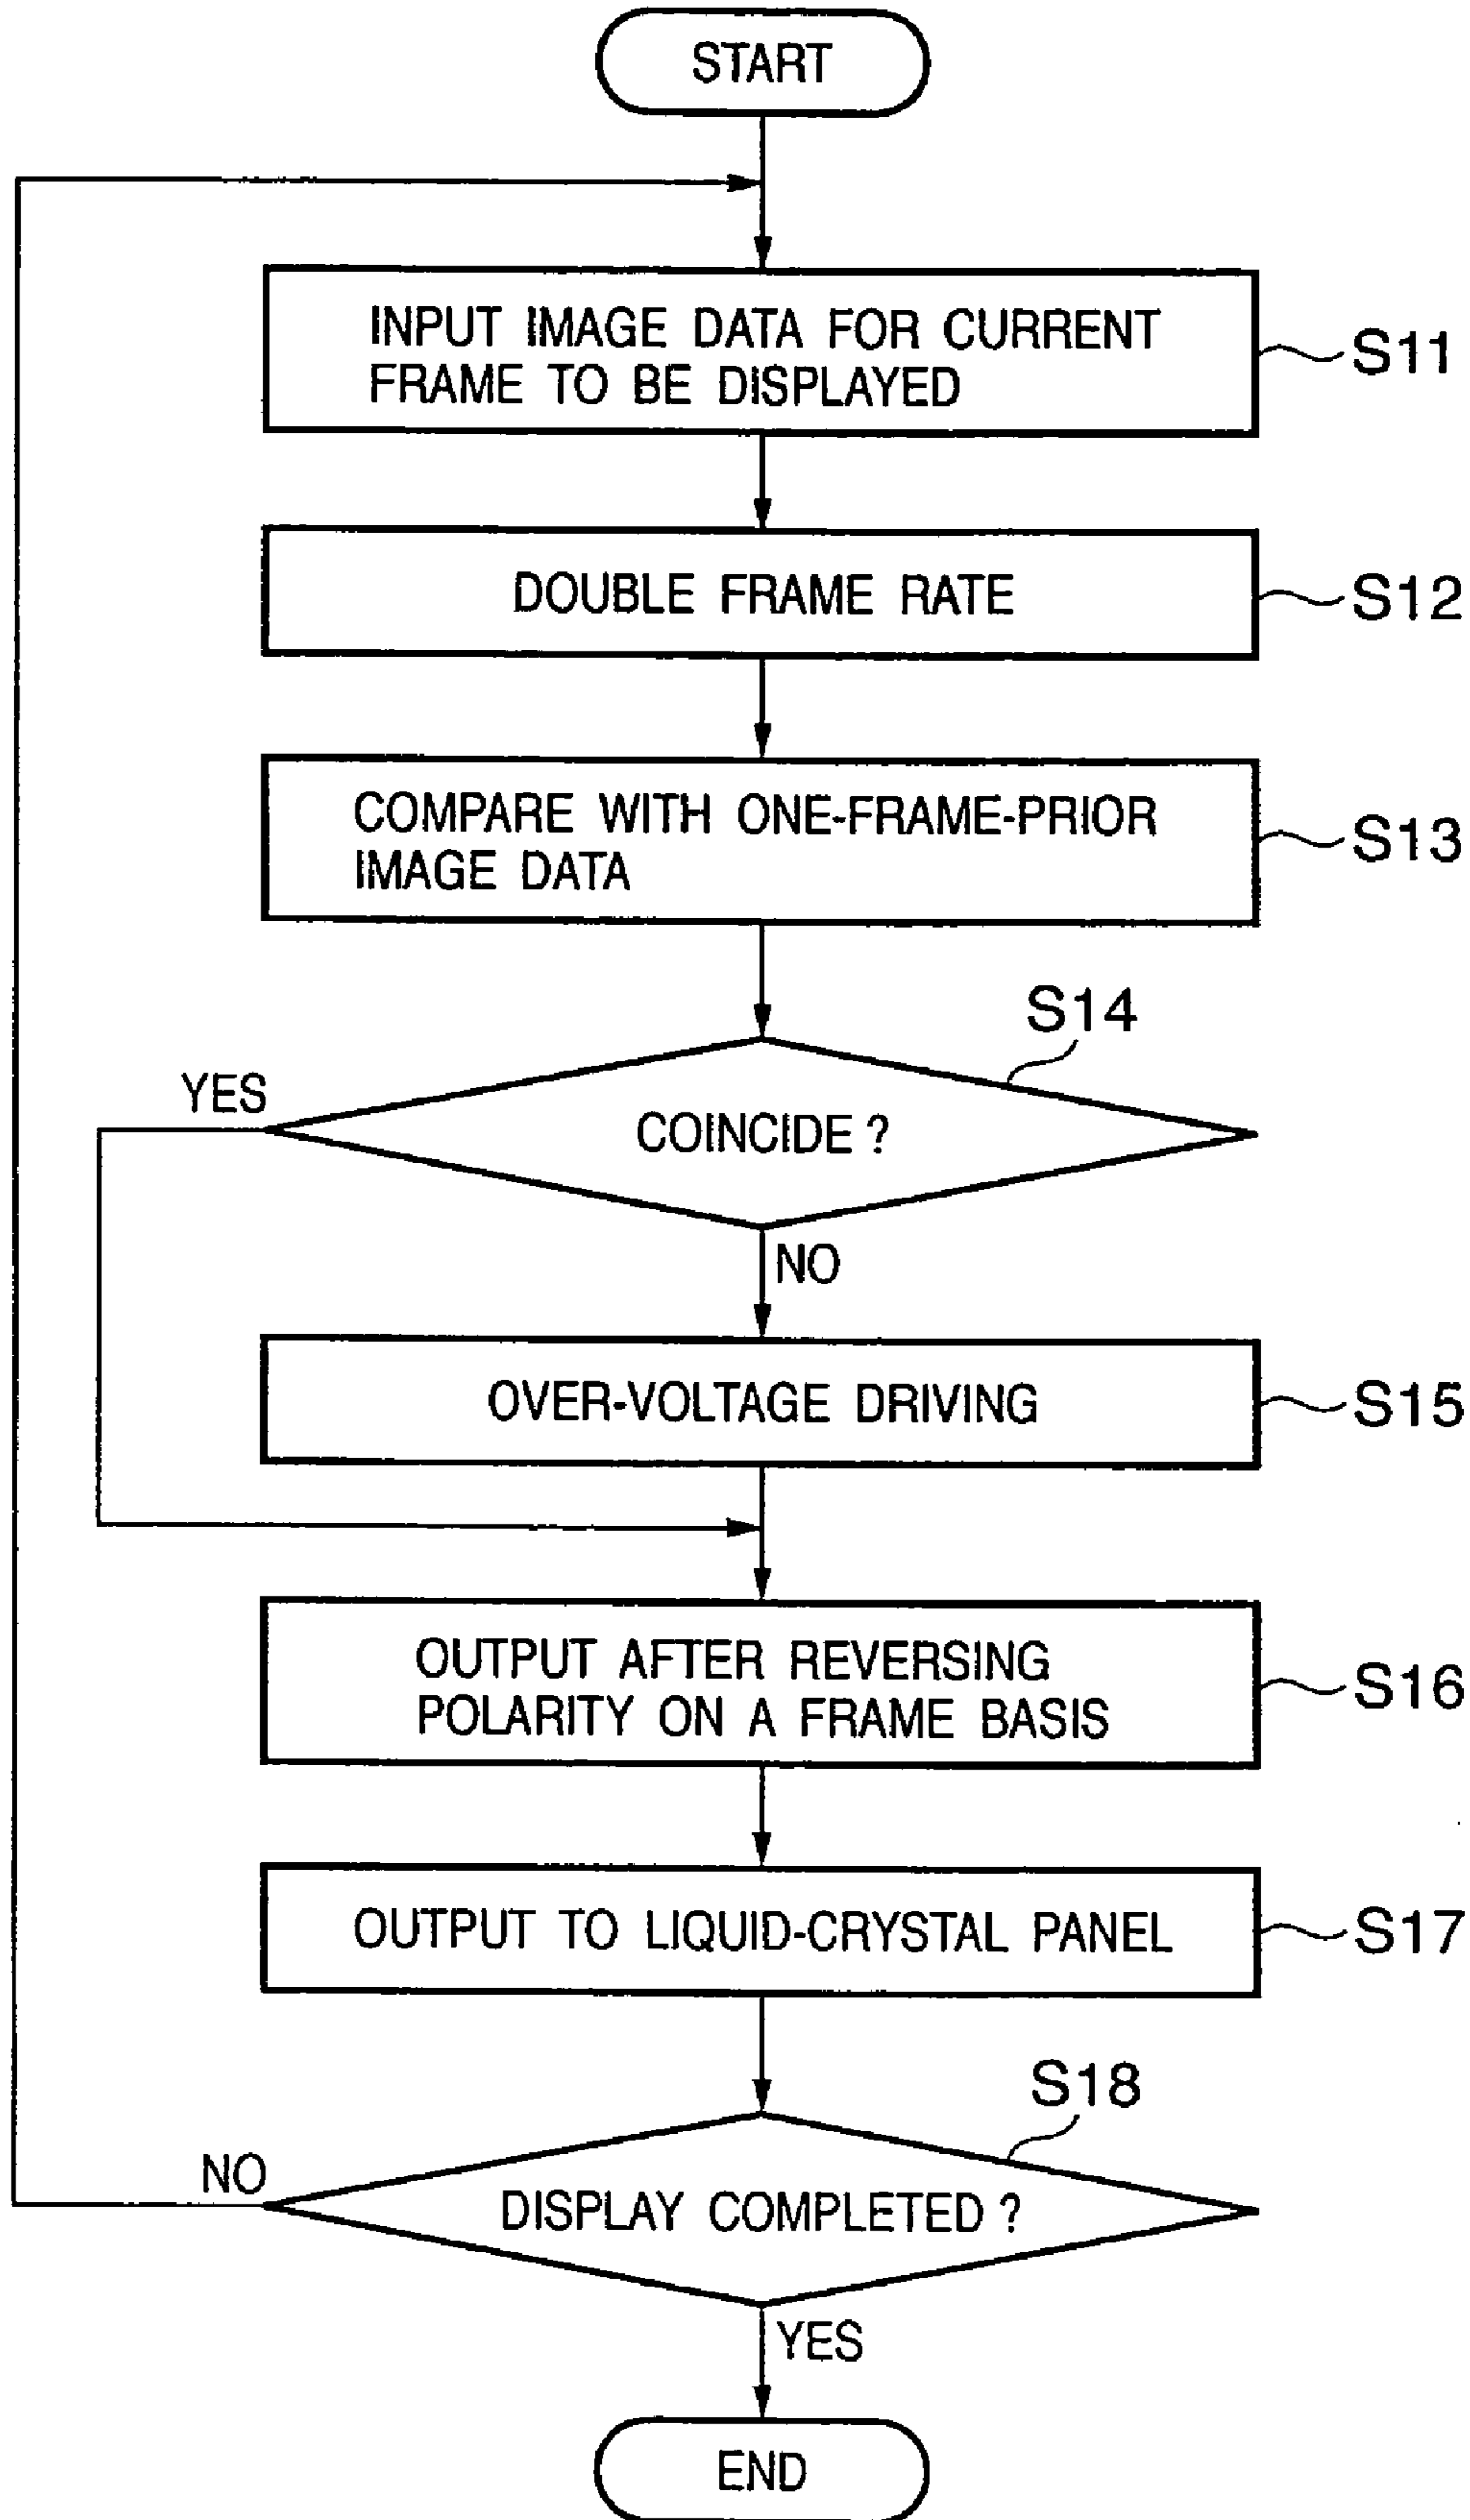 START
INPUT IMAGE DATA FOR CURRENT
FRAME TO BE DISPLAYED
S11
DOUBLE FRAME RATE
S12
COMPARE WITH ONE-FRAME-PRIOR
IMAGE DATA
S13
S14
YES
COINCIDE ?
NO
OVER-VOLTAGE DRIVING
S15
OUTPUT AFTER REVERSING
POLARITY ON A FRAME BASIS
S16
OUTPUT TO LIQUID-CRYSTAL PANEL
S17
S18
NO
DISPLAY COMPLETED ?
YES
END